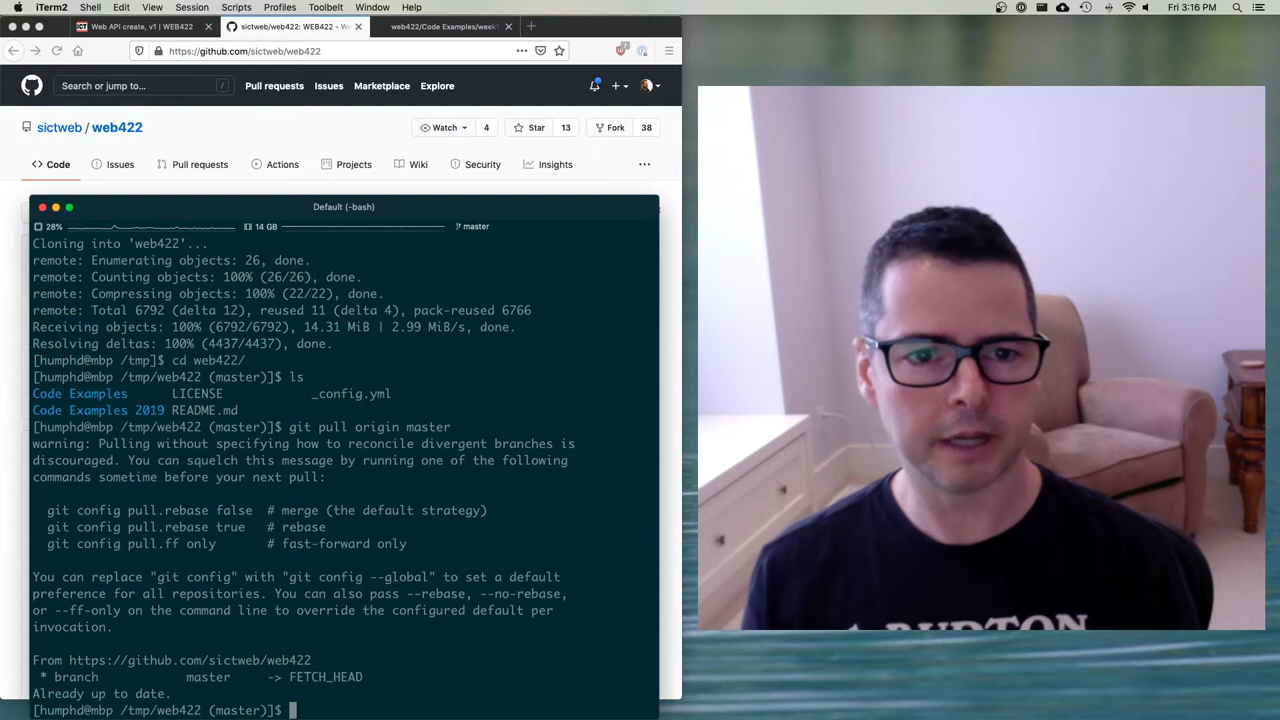 iTerm2 Shell Edit View Session Scripts Profiles Toolbelt Window Help
Fri 3:16 PM
Web API create, v1 | WEB422
sictweb/web422: WEB422 - W
web422/Code Examples/week
https://github.com/sictweb/web422
Search or jump to... /
Pull requests Issues Marketplace Explore
sictweb / web422
Watch 4 Star 13 Fork 38
Code Issues Pull requests Actions Projects Wiki Security Insights
Default (-bash)
28% 14 GB master
Cloning into 'web422'...
remote: Enumerating objects: 26, done.
remote: Counting objects: 100% (26/26), done.
remote: Compressing objects: 100% (22/22), done.
remote: Total 6792 (delta 12), reused 11 (delta 4), pack-reused 6766
Receiving objects: 100% (6792/6792), 14.31 MiB | 2.99 MiB/s, done.
Resolving deltas: 100% (4437/4437), done.
[humphd@mbp /tmp]$ cd web422/
[humphd@mbp /tmp/web422 (master)]$ ls
Code Examples LICENSE _config.yml
Code Examples 2019 README.md
[humphd@mbp /tmp/web422 (master)]$ git pull origin master
warning: Pulling without specifying how to reconcile divergent branches is
discouraged. You can squelch this message by running one of the following
commands sometime before your next pull:
git config pull.rebase false # merge (the default strategy)
git config pull.rebase true # rebase
git config pull.ff only # fast-forward only
You can replace "git config" with "git config --global" to set a default
preference for all repositories. You can also pass --rebase, --no-rebase,
or --ff-only on the command line to override the configured default per
invocation.
From https://github.com/sictweb/web422
* branch master -> FETCH_HEAD
Already up to date.
[humphd@mbp /tmp/web422 (master)]$